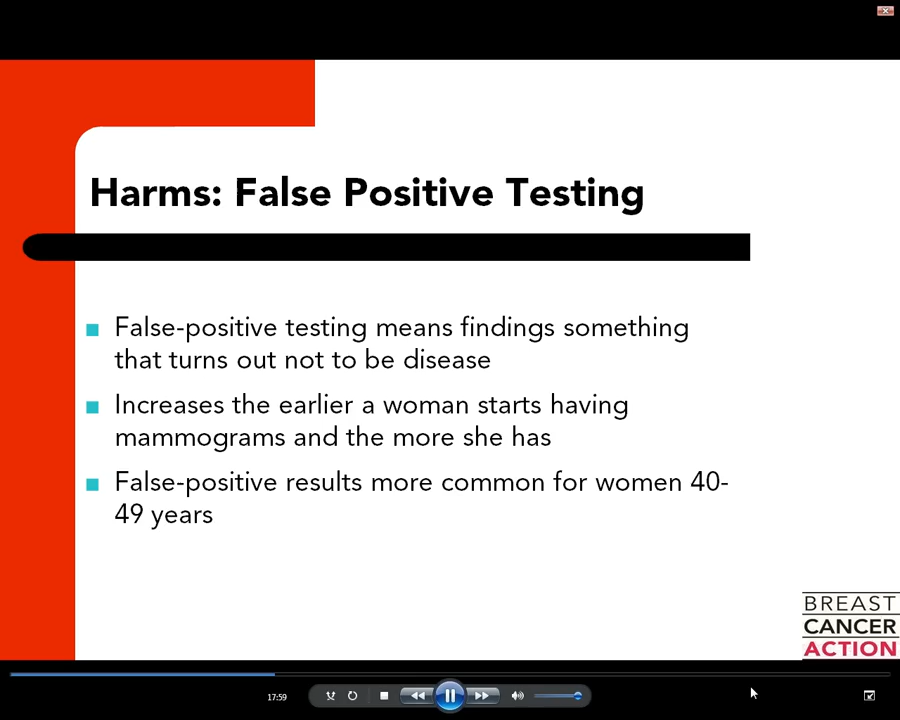 Harms: False Positive Testing
False-positive testing means findings something
that turns out not to be disease
Increases the earlier a woman starts having
mammograms and the more she has
False-positive results more common for women 40-
49 years
BREAST
CANCER
ACTION
17:59